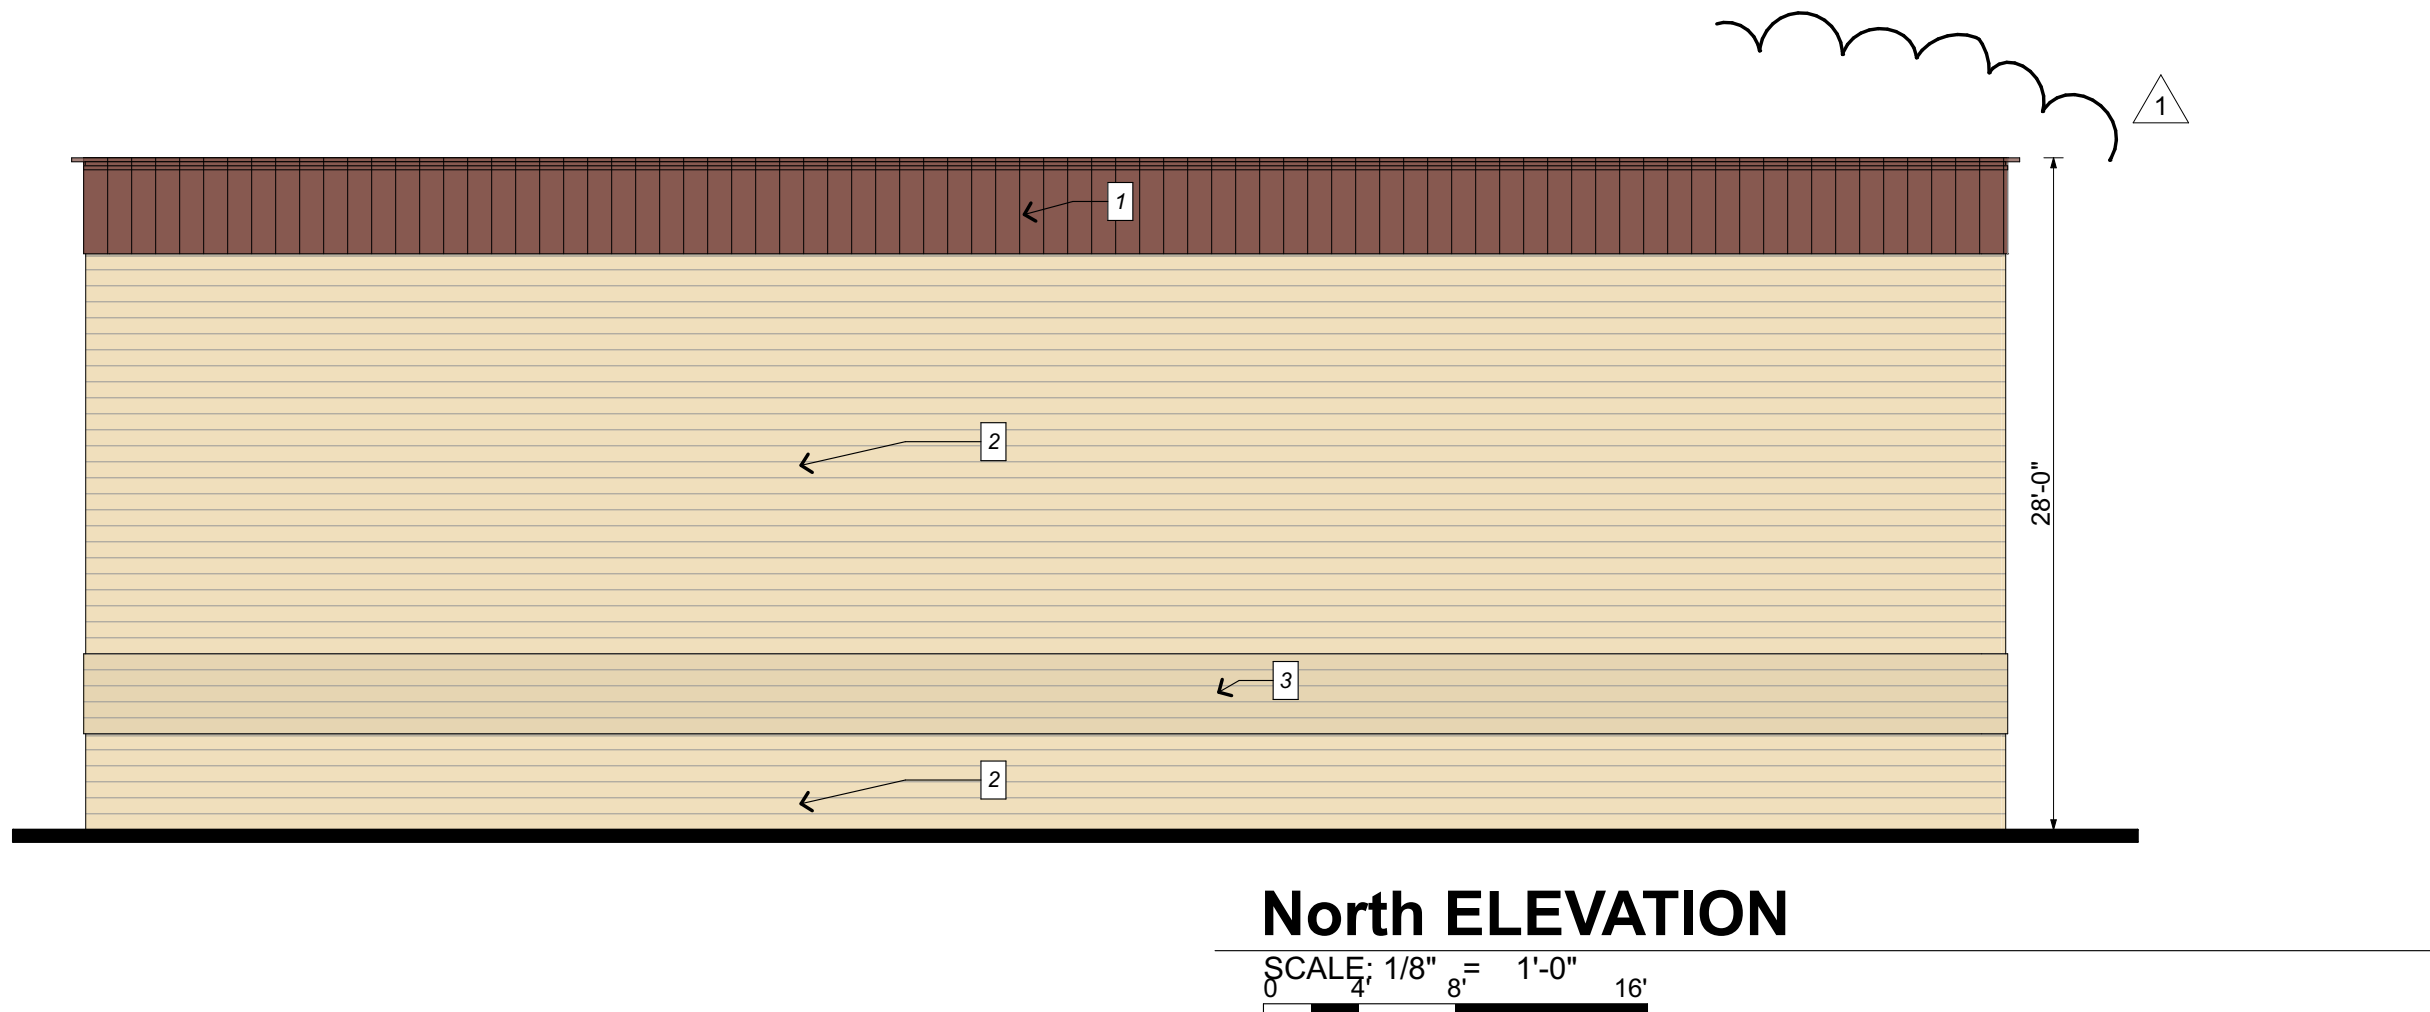 1
1
2
28'-0"
3
2
North ELEVATION
SCALE: 1/8" = 1'-0"
0 4' 8' 16'